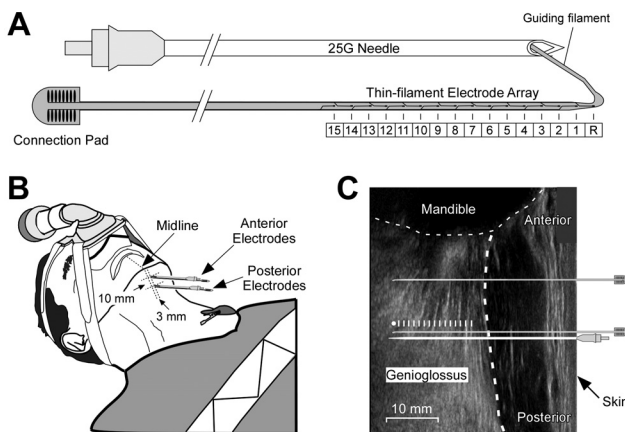 A
Guiding filament
25G Needle
Thin-filament Electrode Array
Connection Pad
15 14 13 12 11 10 9 8 7 6 5 4 3 2 1 R
B
Midline
Anterior
Electrodes
Posterior
Electrodes
10 mm
3 mm
C
Mandible
Anterior
Genioglossus
10 mm
Posterior
Skin